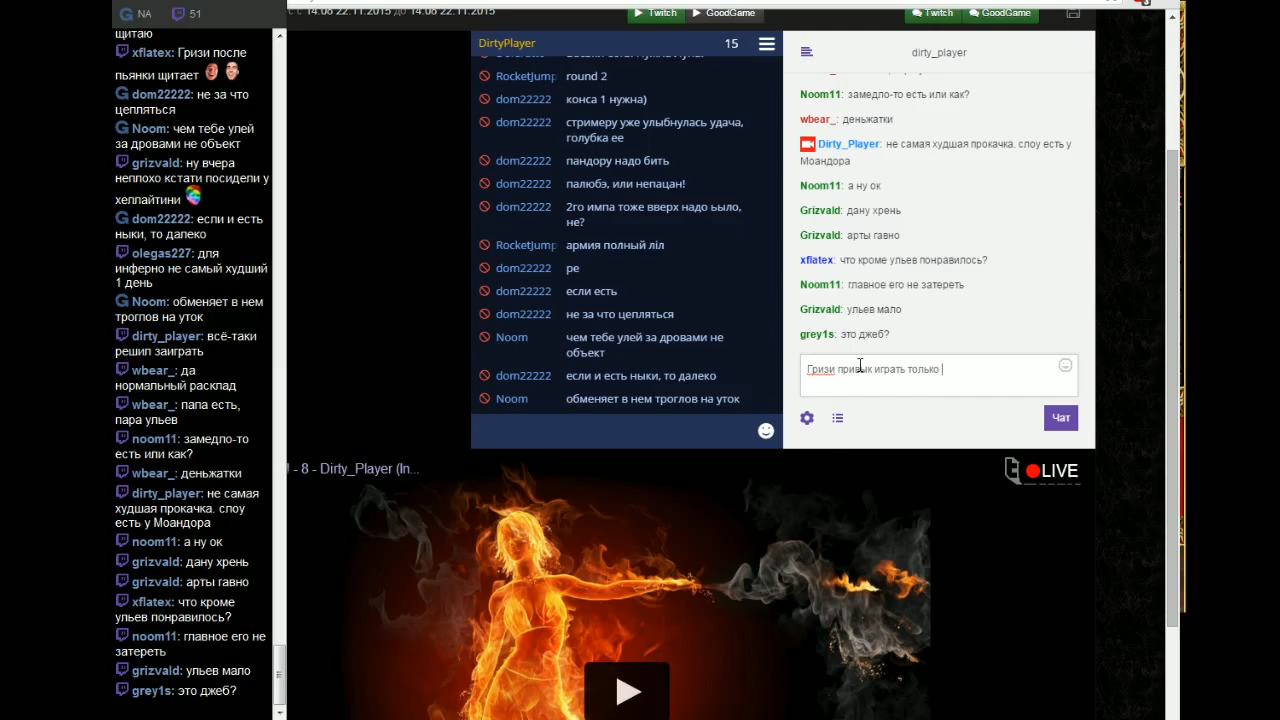 NA 51
щитаю
xflatex: Гризи после
пьянки щитает
dom22222: не за что
цепляться
Noom: чем тебе улей
за дровами не объект
grizvald: ну вчера
неплохо кстати посидели у
хеллайтини
dom22222: если и есть
ныки, то далеко
olegas227: для
инферно не самый худший
1 день
Noom: обменяет в нем
троглов на уток
dirty_player: всё-таки
решил заиграть
wbear_: да
нормальный расклад
wbear_: папа есть,
пара ульев
noom11: замедло-то
есть или как?
wbear_: деньжатки
dirty_player: не самая
худшая прокачка. слоу
есть у Моандора
noom11: а ну ок
grizvald: дану хрень
grizvald: арты гавно
xflatex: что кроме
ульев понравилось?
noom11: главное его не
затереть
grizvald: ульев мало
grey1s: это джеб?
с с 14:08 22.11.2015 до 14:08 22.11.2015
Twitch GoodGame
Twitch GoodGame
DirtyPlayer 15
RocketJump round 2
dom22222 конса 1 нужна)
dom22222 стримеру уже улыбнулась удача,
голубка ее
dom22222 пандору надо бить
dom22222 палюбэ, или непацан!
dom22222 2го импа тоже вверх надо ьыло,
не?
RocketJump армия полный лiл
dom22222 ре
dom22222 если есть
dom22222 не за что цепляться
Noom чем тебе улей за дровами не
объект
dom22222 если и есть ныки, то далеко
Noom обменяет в нем троглов на уток
dirty_player
Noom11: замедло-то есть или как?
wbear_: деньжатки
Dirty_Player: не самая худшая прокачка. слоу есть у
Моандора
Noom11: а ну ок
Grizvald: дану хрень
Grizvald: арты гавно
xflatex: что кроме ульев понравилось?
Noom11: главное его не затереть
Grizvald: ульев мало
grey1s: это джеб?
Гризи привык играть только
Чат
! - 8 - Dirty_Player (In...
LIVE